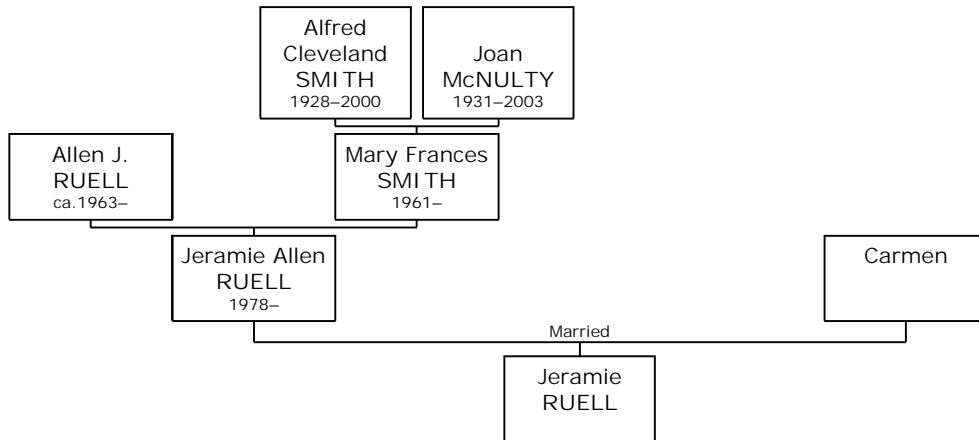 Alfred
Cleveland
SMITH
1928–2000
Joan
McNULTY
1931–2003
Allen J.
RUELL
ca.1963–
Mary Frances
SMITH
1961–
Jeramie Allen
RUELL
1978–
Carmen
Married
Jeramie
RUELL